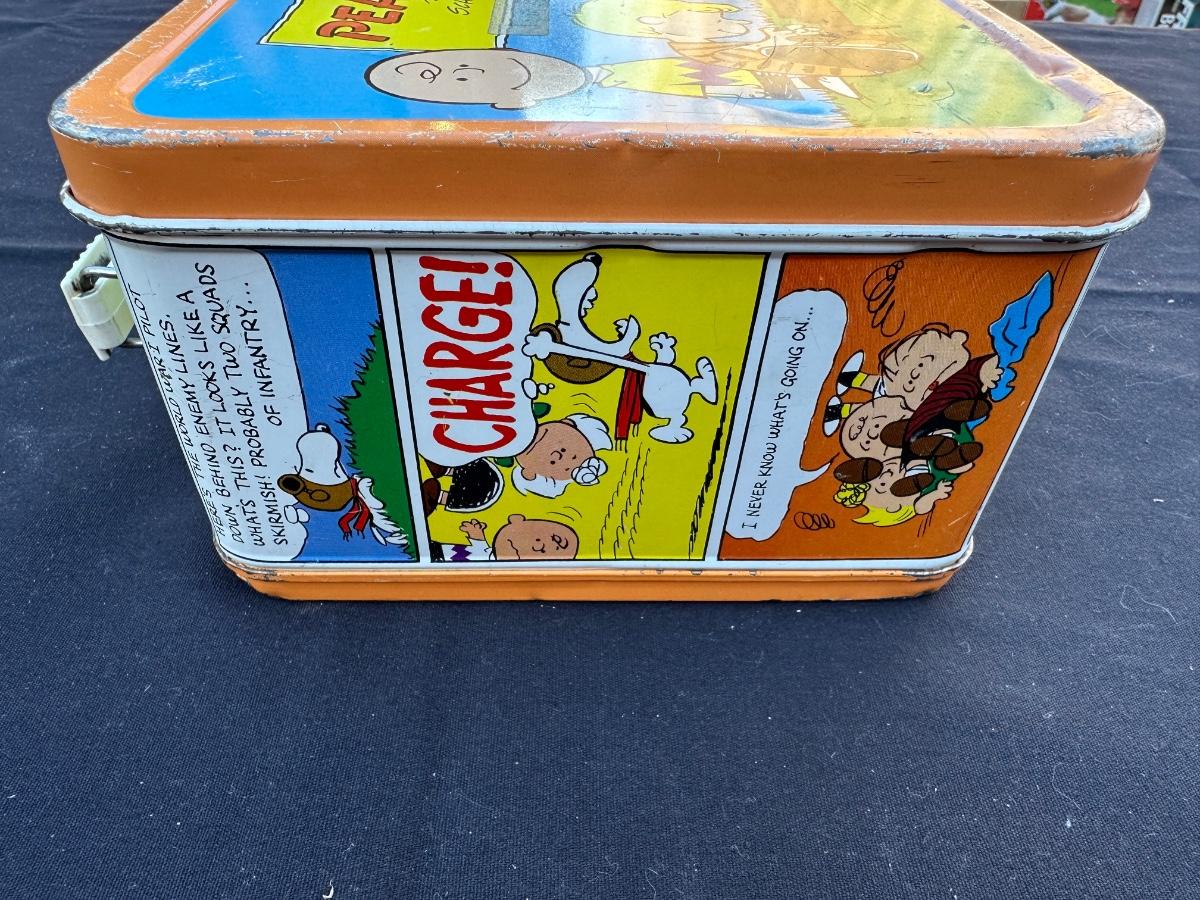 PEA
SCH
HERE'S THE WORLD WAR I PILOT
DOWN BEHIND ENEMY LINES.
WHAT'S THIS? IT LOOKS LIKE A
SKIRMISH! PROBABLY TWO SQUADS
OF INFANTRY...
CHARGE!
I NEVER KNOW WHAT'S GOING ON...